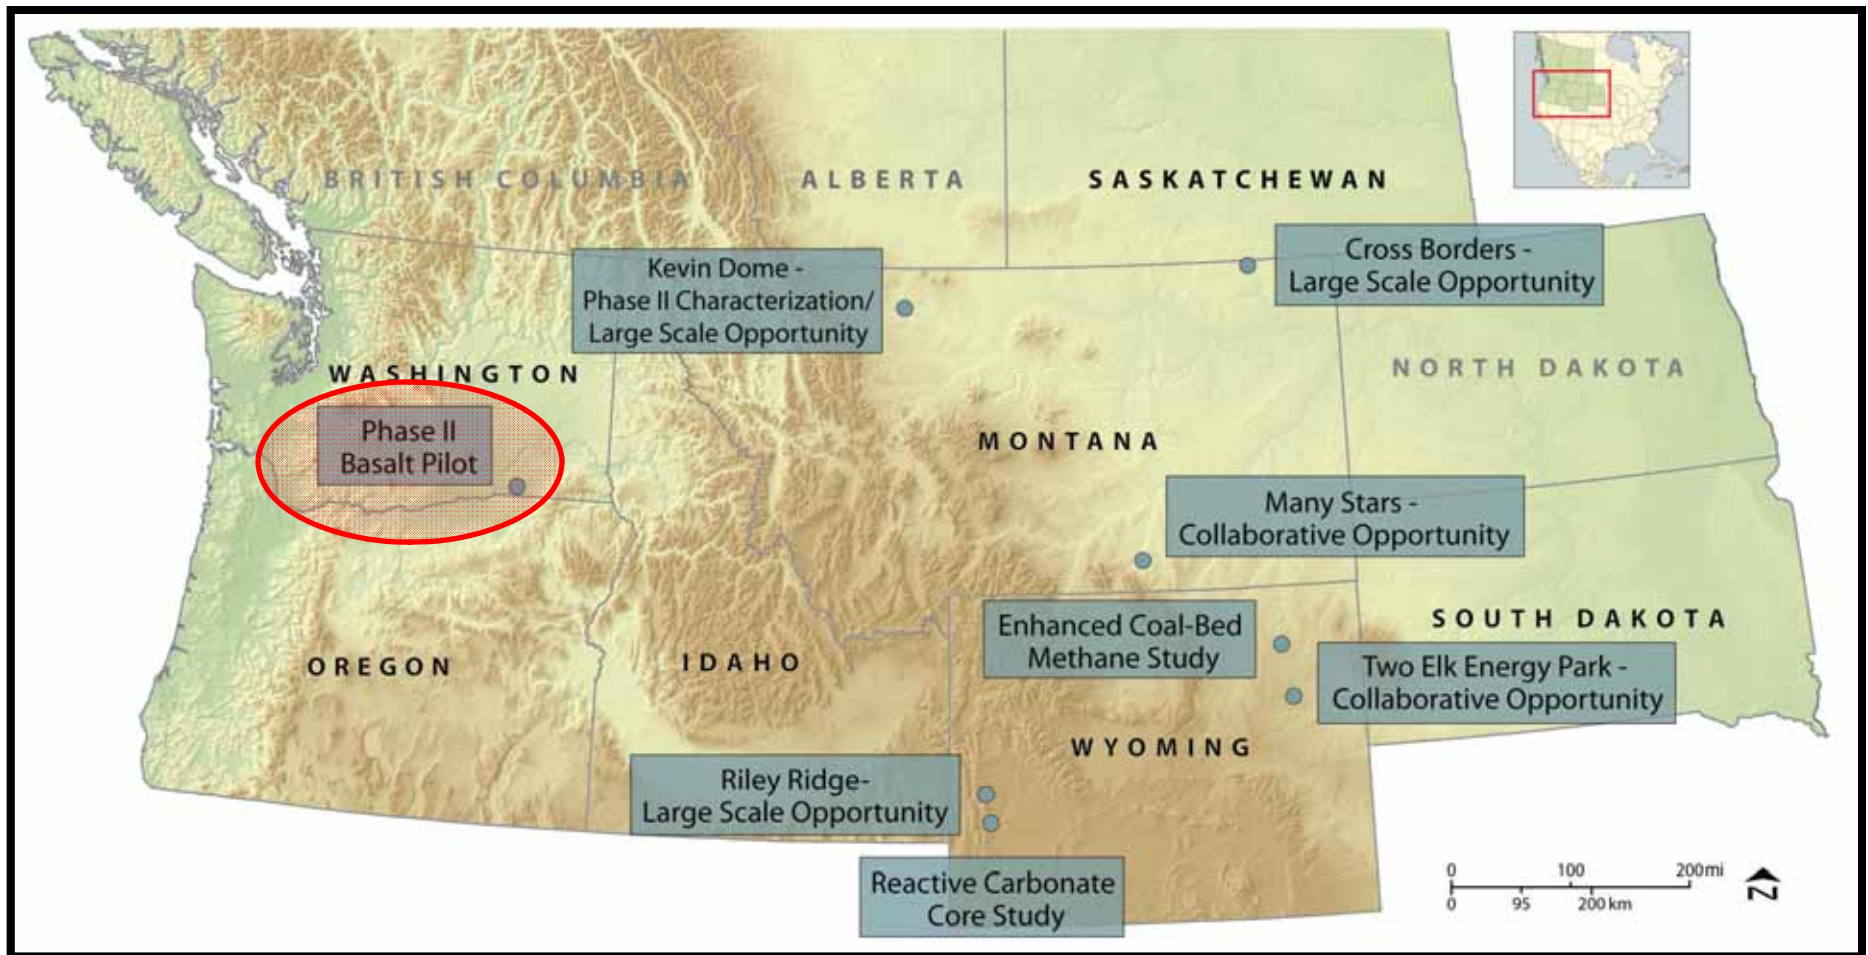 BRITISH COLUMBIA
ALBERTA
SASKATCHEWAN
Kevin Dome -
Phase II Characterization/
Large Scale Opportunity
Cross Borders -
Large Scale Opportunity
WASHINGTON
NORTH DAKOTA
Phase II
Basalt Pilot
MONTANA
Many Stars -
Collaborative Opportunity
Enhanced Coal-Bed
Methane Study
SOUTH DAKOTA
OREGON
IDAHO
Two Elk Energy Park -
Collaborative Opportunity
WYOMING
Riley Ridge-
Large Scale Opportunity
Reactive Carbonate
Core Study
0 100 200mi
0 95 200 km
N